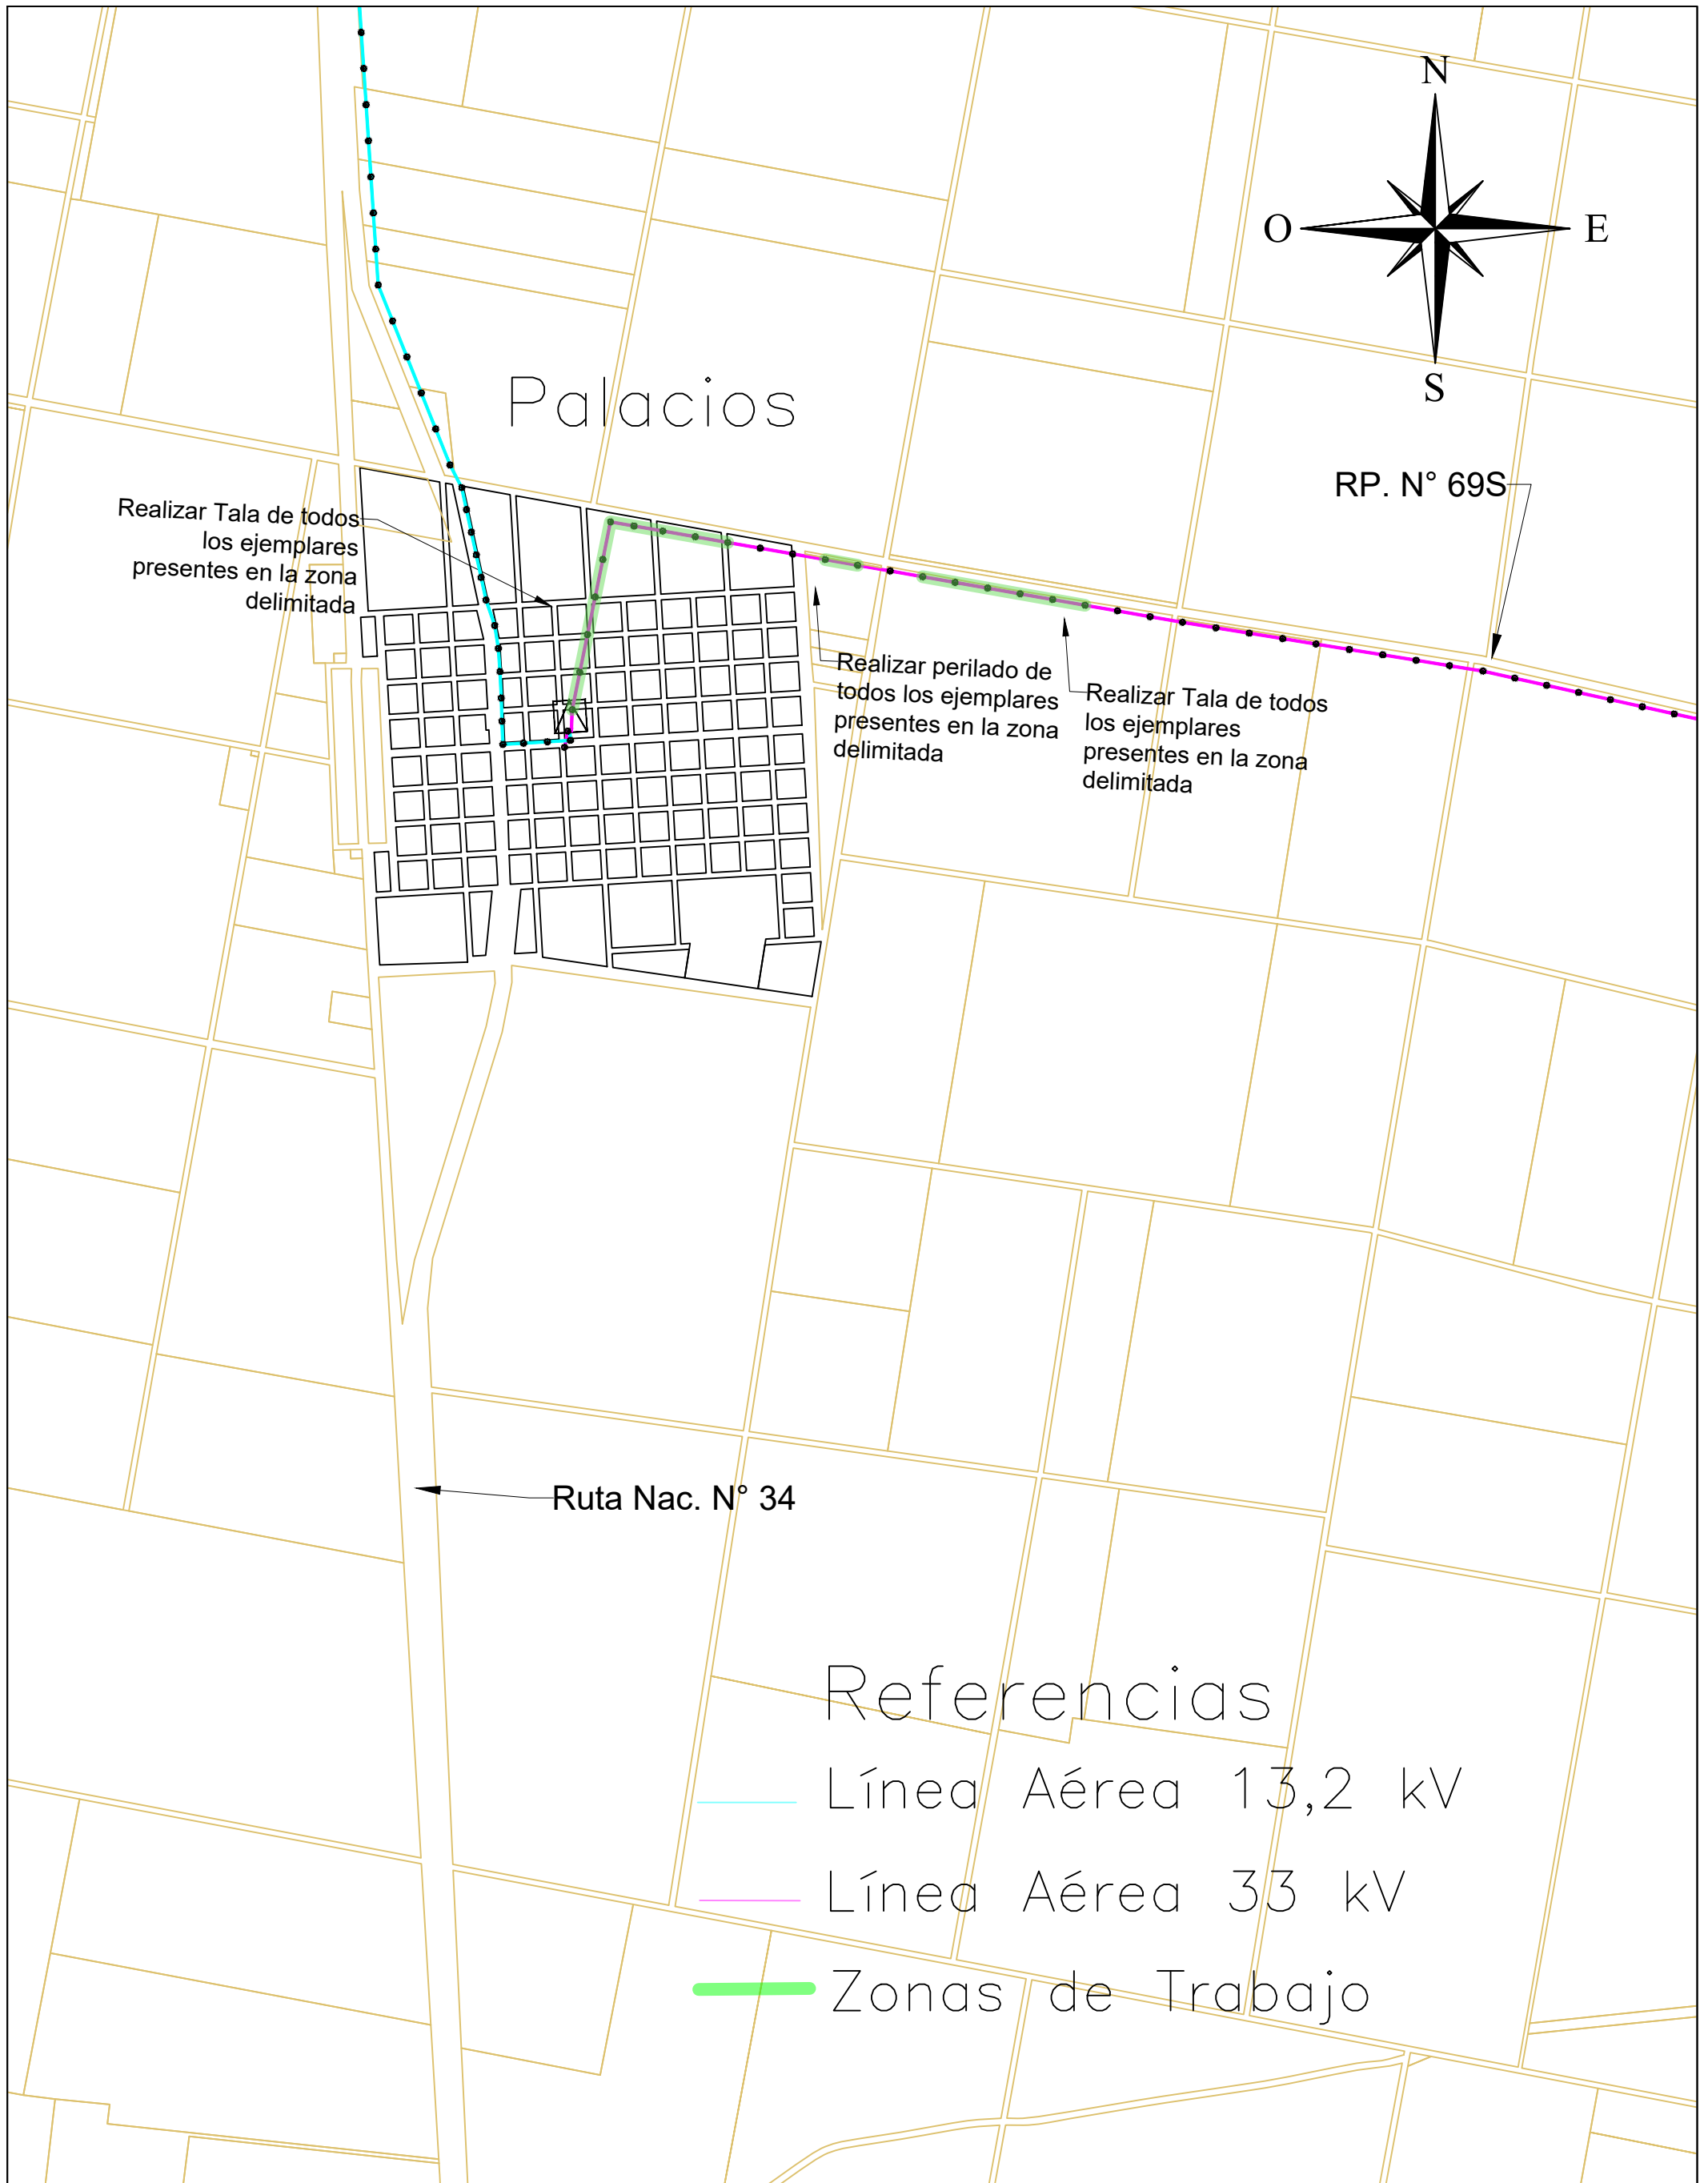 N
O
E
S
Palacios
RP. N° 69S
Realizar Tala de todos
los ejemplares
presentes en la zona
delimitada
Realizar perilado de
todos los ejemplares
presentes en la zona
delimitada
Realizar Tala de todos
los ejemplares
presentes en la zona
delimitada
Ruta Nac. N° 34
Referencias
Línea Aérea 13,2 kV
Línea Aérea 33 kV
Zonas de Trabajo